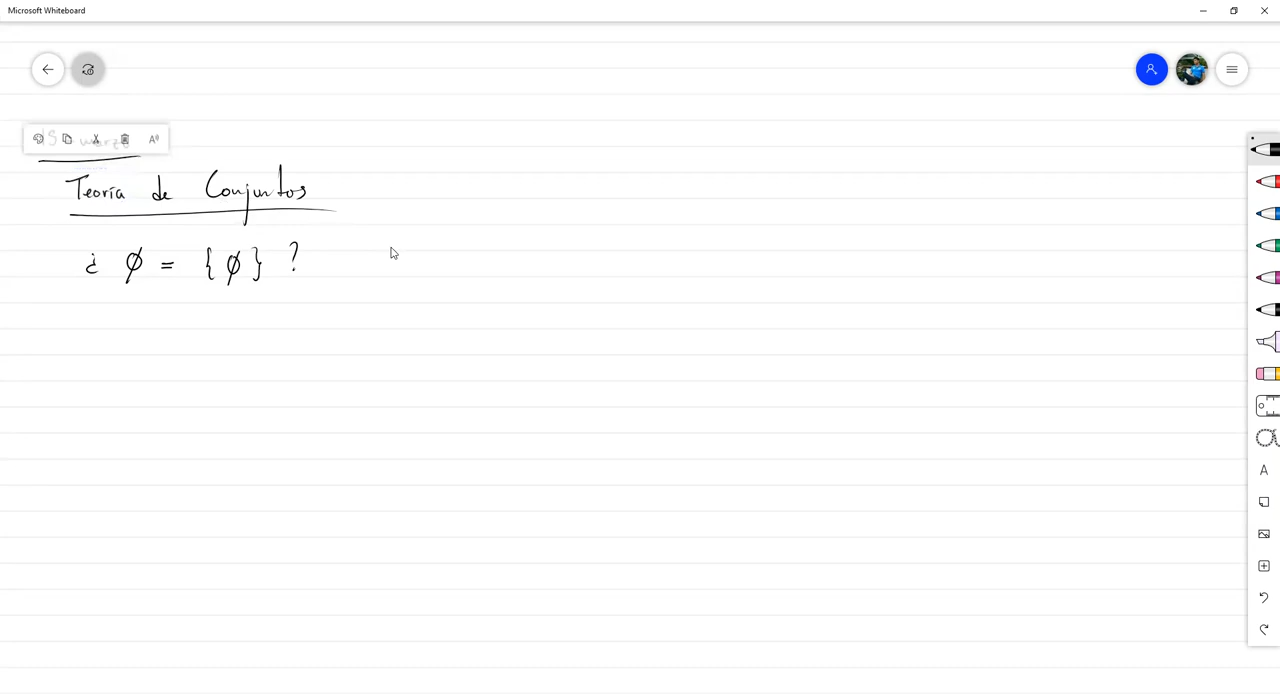 Microsoft Whiteboard
Teoría de Conjuntos
¿ ∅ = { ∅ } ?